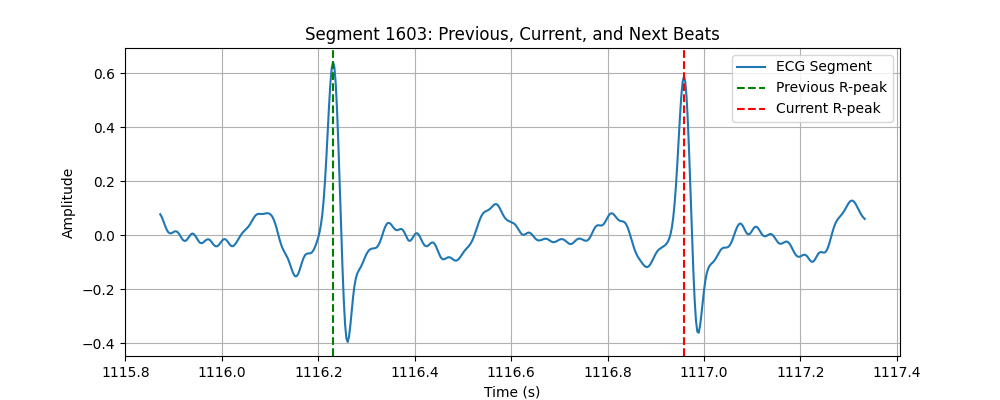 Segment 1603: Previous, Current, and Next Beats
ECG Segment
Previous R-peak
Current R-peak
Amplitude
0.6
0.4
0.2
0.0
−0.2
−0.4
1115.8 1116.0 1116.2 1116.4 1116.6 1116.8 1117.0 1117.2 1117.4
Time (s)